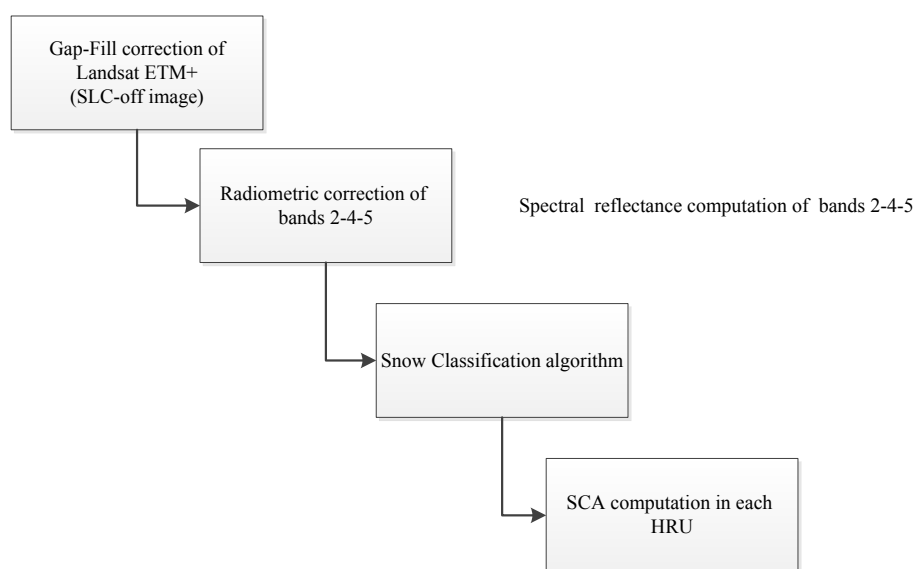 Gap-Fill correction of
Landsat ETM+
(SLC-off image)
Radiometric correction of
bands 2-4-5
Spectral reflectance computation of bands 2-4-5
Snow Classification algorithm
SCA computation in each
HRU